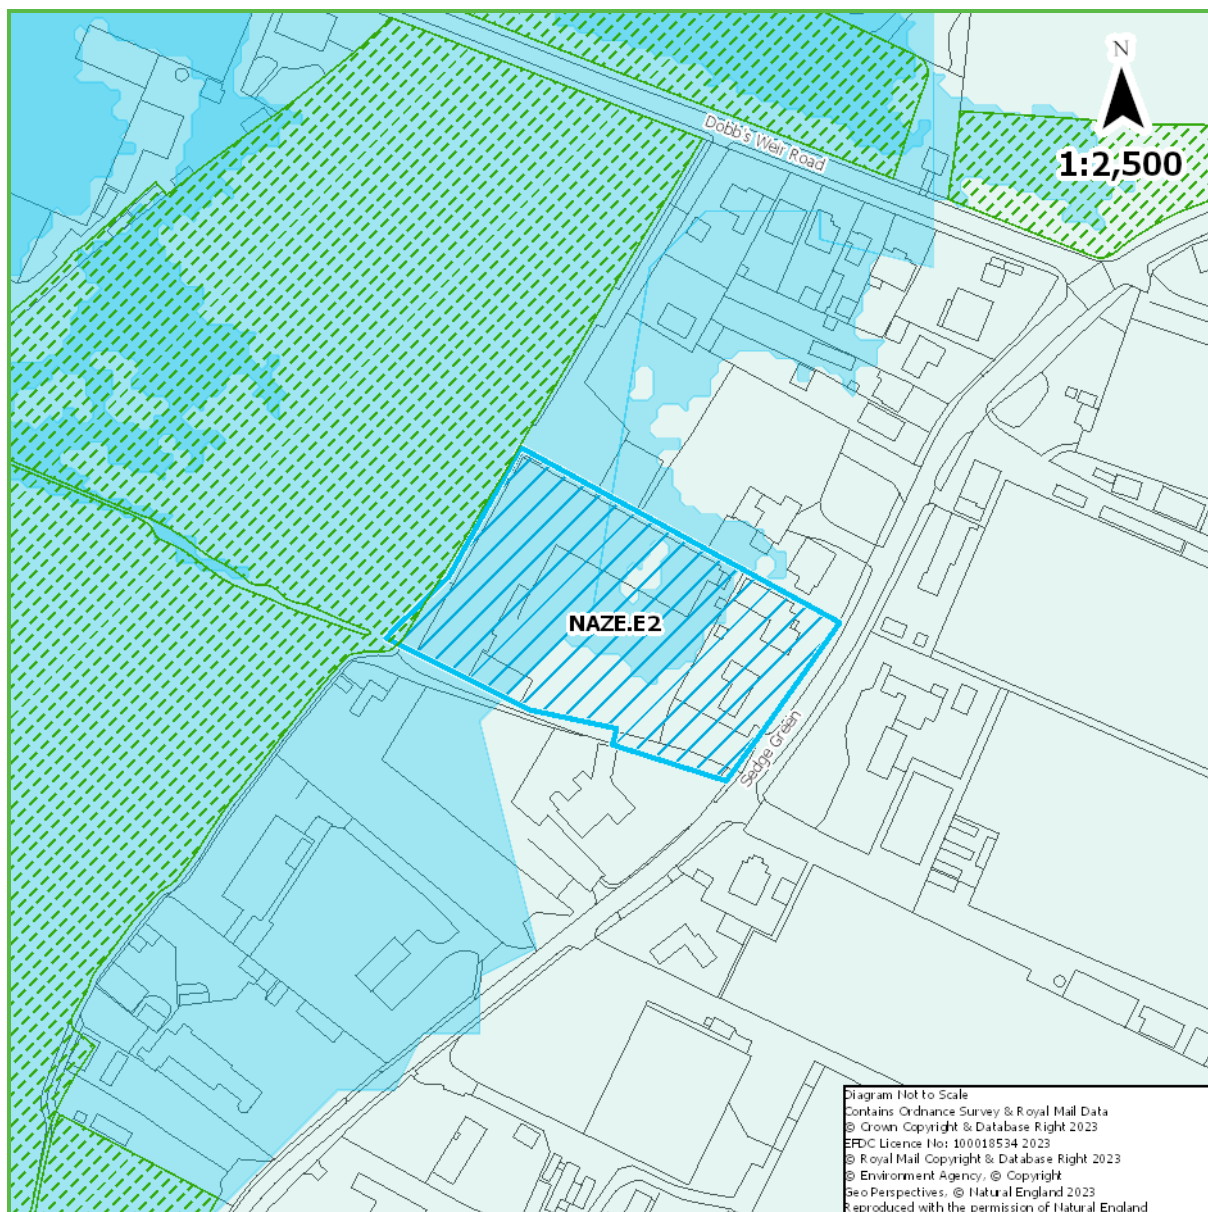 N
1:2,500
Dobb's Weir Road
NAZE.E2
Sedge Green
Diagram Not to Scale
Contains Ordnance Survey & Royal Mail Data
© Crown Copyright & Database Right 2023
EFDC Licence No: 100018534 2023
© Royal Mail Copyright & Database Right 2023
© Environment Agency, © Copyright
Geo Perspectives, © Natural England 2023
Reproduced with the permission of Natural England